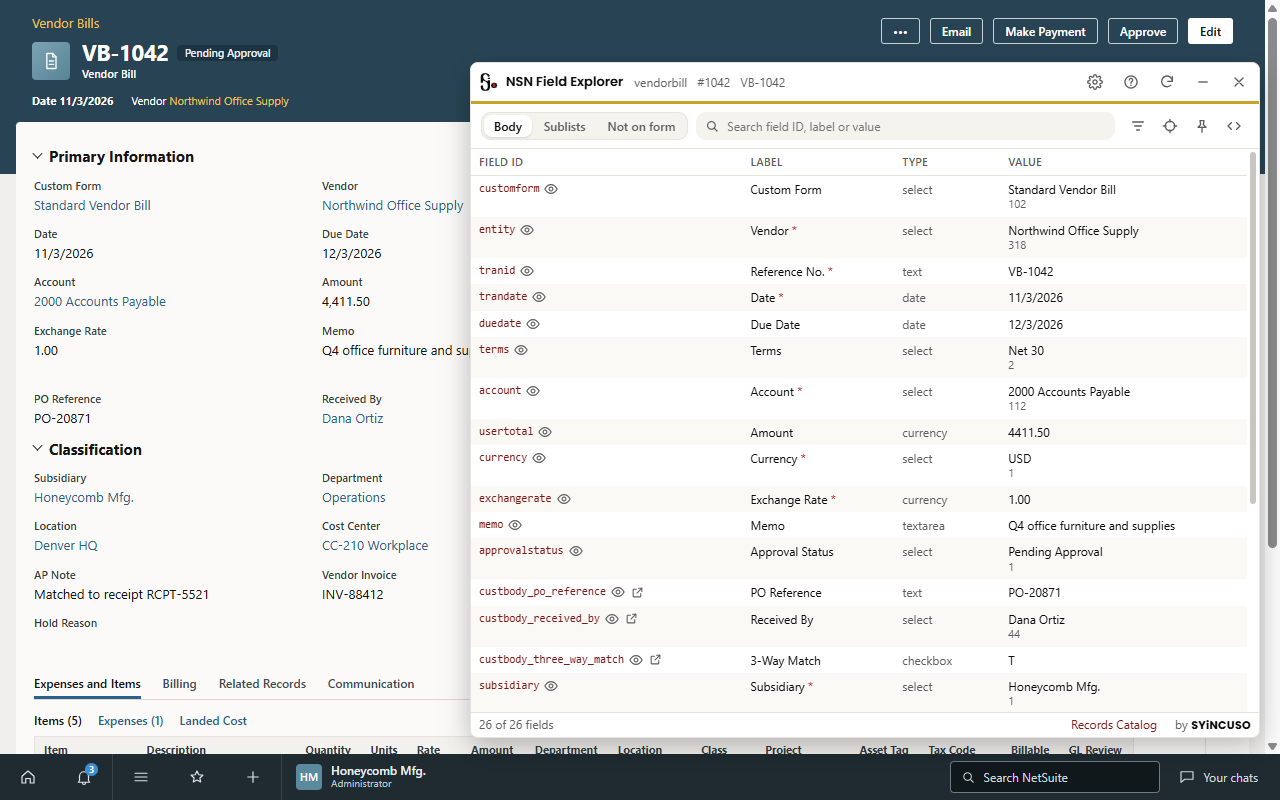 Vendor Bills
VB-1042 Pending Approval
Vendor Bill
Date 11/3/2026 Vendor Northwind Office Supply
••• Email Make Payment Approve Edit
Primary Information
Custom Form Vendor
Standard Vendor Bill Northwind Office Supply
Date Due Date
11/3/2026 12/3/2026
Account Amount
2000 Accounts Payable 4,411.50
Exchange Rate Memo
1.00 Q4 office furniture and su
PO Reference Received By
PO-20871 Dana Ortiz
Classification
Subsidiary Department
Honeycomb Mfg. Operations
Location Cost Center
Denver HQ CC-210 Workplace
AP Note Vendor Invoice
Matched to receipt RCPT-5521 INV-88412
Hold Reason
Expenses and Items Billing Related Records Communication
Items (5) Expenses (1) Landed Cost
Item Description Quantity Units Rate Amount Department Location Class Project Asset Tag Tax Code Billable GL Review
NSN Field Explorer vendorbill #1042 VB-1042
Body Sublists Not on form Search field ID, label or value
FIELD ID LABEL TYPE VALUE
customform Custom Form select Standard Vendor Bill
102
entity Vendor * select Northwind Office Supply
318
tranid Reference No. * text VB-1042
trandate Date * date 11/3/2026
duedate Due Date date 12/3/2026
terms Terms select Net 30
2
account Account * select 2000 Accounts Payable
112
usertotal Amount currency 4411.50
currency Currency * select USD
1
exchangerate Exchange Rate * currency 1.00
memo Memo textarea Q4 office furniture and supplies
approvalstatus Approval Status select Pending Approval
1
custbody_po_reference PO Reference text PO-20871
custbody_received_by Received By select Dana Ortiz
44
custbody_three_way_match 3-Way Match checkbox T
subsidiary Subsidiary * select Honeycomb Mfg.
1
26 of 26 fields Records Catalog by SYiNCUSO
3 HM Honeycomb Mfg.
Administrator
Search NetSuite Your chats